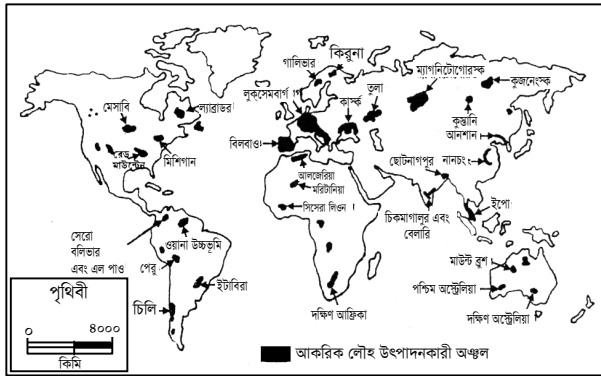 গালিভার
কিরুনা
ম্যাগনিটোগোরস্ক
কুজনেৎস্ক
লুক্সেমবার্গ
কার্স্ক
তুলা
মেসাবি
ল্যাব্রাডর
কুস্তানি
আনশান
রেড
মাউন্টেন
মিশিগান
বিলবাও
ছোটনাগপুর
নানচং
আলজেরিয়া
মরিটানিয়া
সিসেরা লিওন
চিকমাগালুর এবং
বেলারি
ইপো
সেরো
বলিভার
এবং এল পাও
ওয়ানা উচ্চভূমি
পেরু
ইটাবিরা
চিলি
দক্ষিণ আফ্রিকা
মাউন্ট ব্রুশ
পশ্চিম অস্ট্রেলিয়া
দক্ষিণ অস্ট্রেলিয়া
পৃথিবী
০ ৪০০০
কিমি
আকরিক লৌহ উৎপাদনকারী অঞ্চল